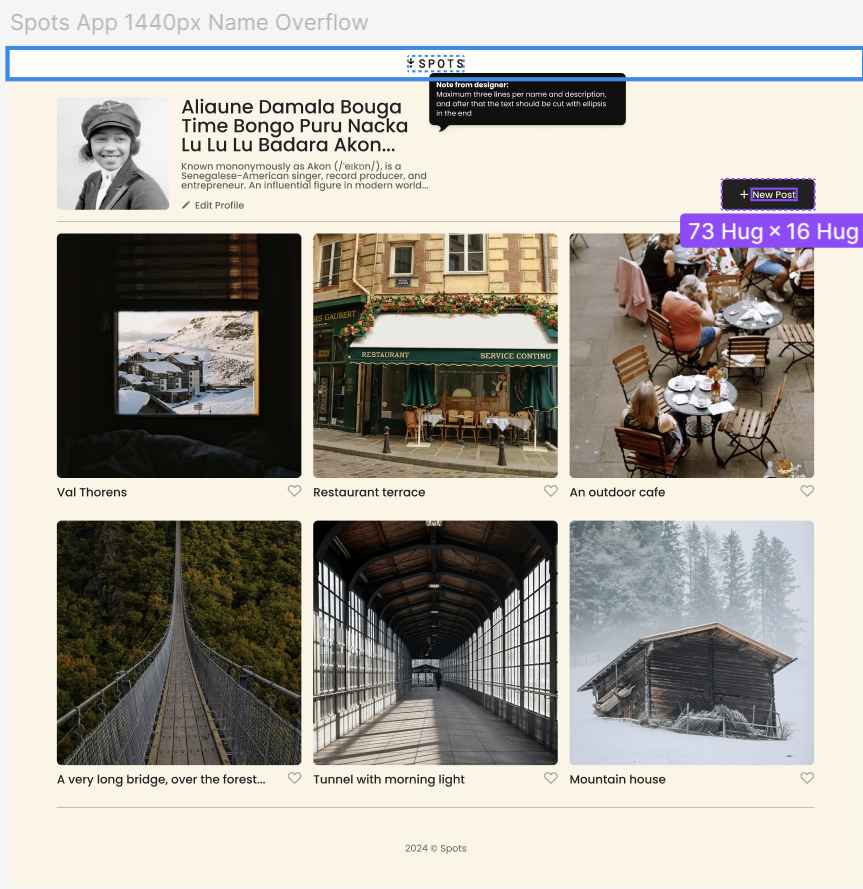 Spots App 1440px Name Overflow
SPOTS
Note from designer:
Maximum three lines per name and description,
and after that the text should be cut with ellipsis
in the end
Aliaune Damala Bouga
Time Bongo Puru Nacka
Lu Lu Lu Badara Akon...
Known mononymously as Akon (/ˈeɪkɒn/), is a
Senegalese-American singer, record producer, and
entrepreneur. An influential figure in modern world...
Edit Profile
+ New Post
73 Hug × 16 Hug
GAUBERT
RESTAURANT
SERVICE CONTINU
Val Thorens
Restaurant terrace
An outdoor cafe
A very long bridge, over the forest...
Tunnel with morning light
Mountain house
2024 © Spots